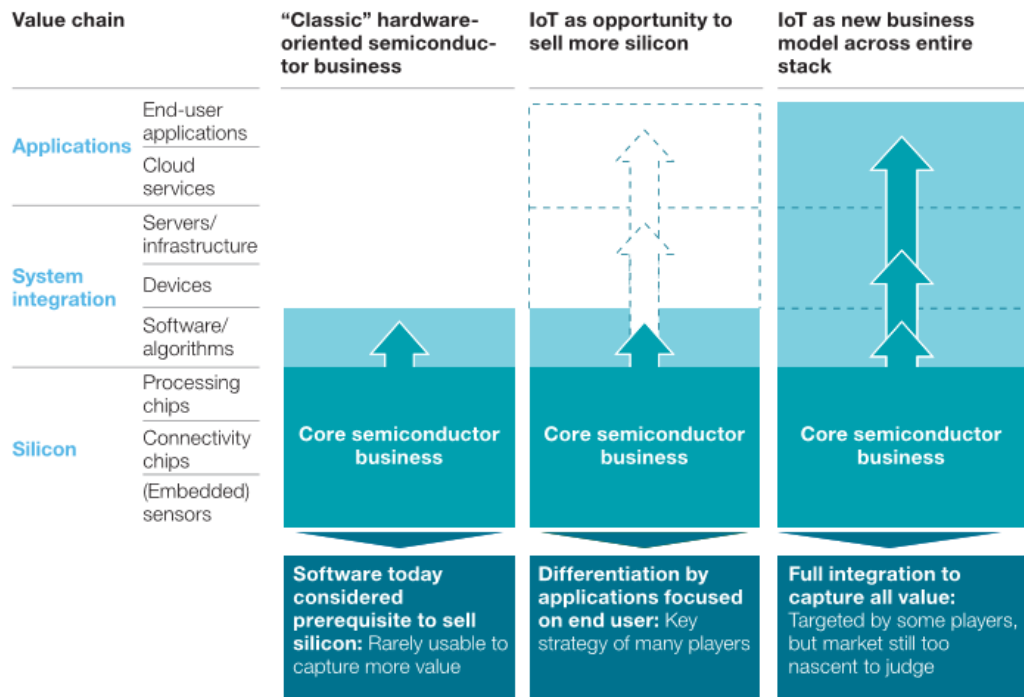 Value chain
“Classic” hardware-
oriented semiconduc-
tor business
IoT as opportunity to
sell more silicon
IoT as new business
model across entire
stack
Applications
End-user
applications
Cloud
services
System
integration
Servers/
infrastructure
Devices
Software/
algorithms
Silicon
Processing
chips
Connectivity
chips
(Embedded)
sensors
Core semiconductor
business
Core semiconductor
business
Core semiconductor
business
Software today
considered
prerequisite to sell
silicon: Rarely usable to
capture more value
Differentiation by
applications focused
on end user: Key
strategy of many players
Full integration to
capture all value:
Targeted by some players,
but market still too
nascent to judge